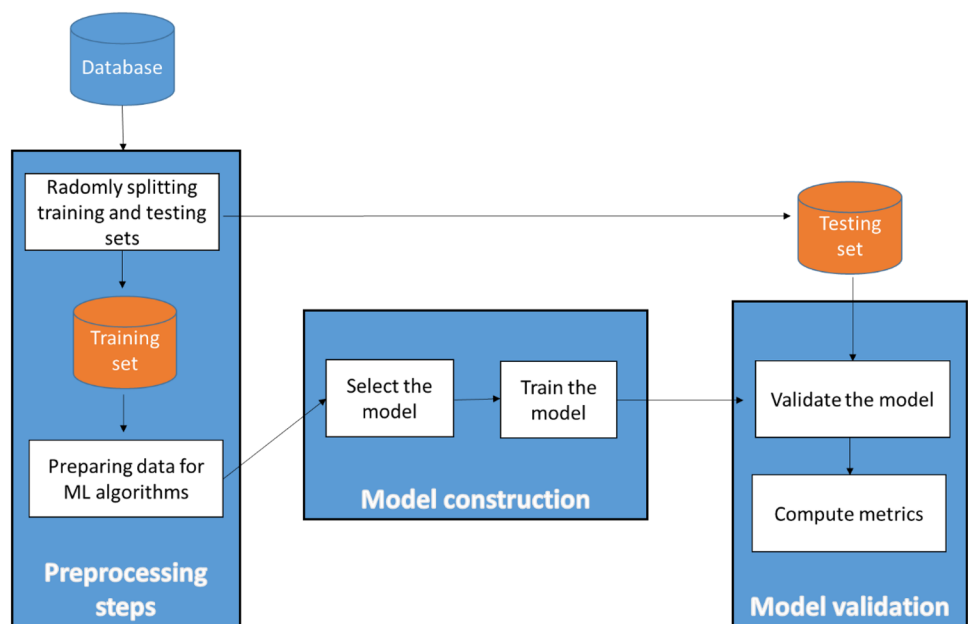 Database
Radomly splitting
training and testing
sets
Training
set
Preparing data for
ML algorithms
Preprocessing
steps
Select the
model
Train the
model
Model construction
Testing
set
Validate the model
Compute metrics
Model validation